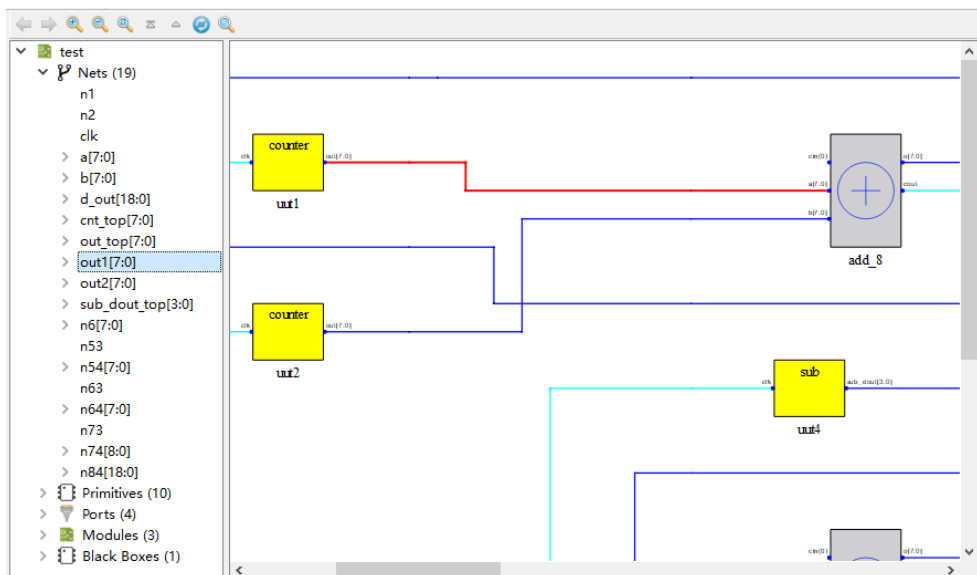 test
Nets (19)
n1
n2
clk
a[7:0]
b[7:0]
d_out[18:0]
cnt_top[7:0]
out_top[7:0]
out1[7:0]
out2[7:0]
sub_dout_top[3:0]
n6[7:0]
n53
n54[7:0]
n63
n64[7:0]
n73
n74[8:0]
n84[18:0]
Primitives (10)
Ports (4)
Modules (3)
Black Boxes (1)
counter
clk
out[7:0]
uut1
cin(0)
o[7:0]
a[7:0]
cout
b[7:0]
add_8
counter
clk
out[7:0]
uut2
sub
clk
sub_dout[3:0]
uut4
cin(0)
o[7:0]